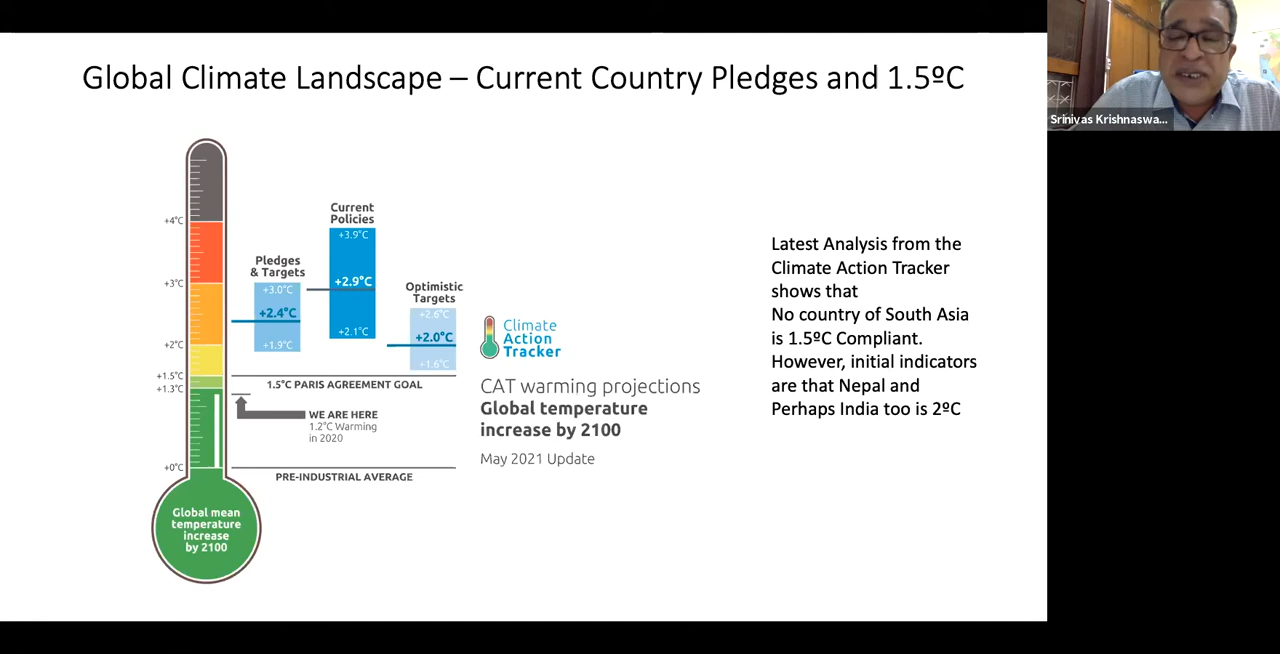 Global Climate Landscape – Current Country Pledges and 1.5ºC
Srinivas Krishnaswa...
+4°C
+3°C
+2°C
+1.5°C
+1.3°C
+0°C
Pledges
& Targets
+3.0°C
+2.4°C
+1.9°C
Current
Policies
+3.9°C
+2.9°C
+2.1°C
Optimistic
Targets
+2.6°C
+2.0°C
+1.6°C
1.5°C PARIS AGREEMENT GOAL
WE ARE HERE
1.2°C Warming
in 2020
PRE-INDUSTRIAL AVERAGE
Global mean
temperature
increase
by 2100
Climate
Action
Tracker
CAT warming projections
Global temperature
increase by 2100
May 2021 Update
Latest Analysis from the
Climate Action Tracker
shows that
No country of South Asia
is 1.5ºC Compliant.
However, initial indicators
are that Nepal and
Perhaps India too is 2ºC